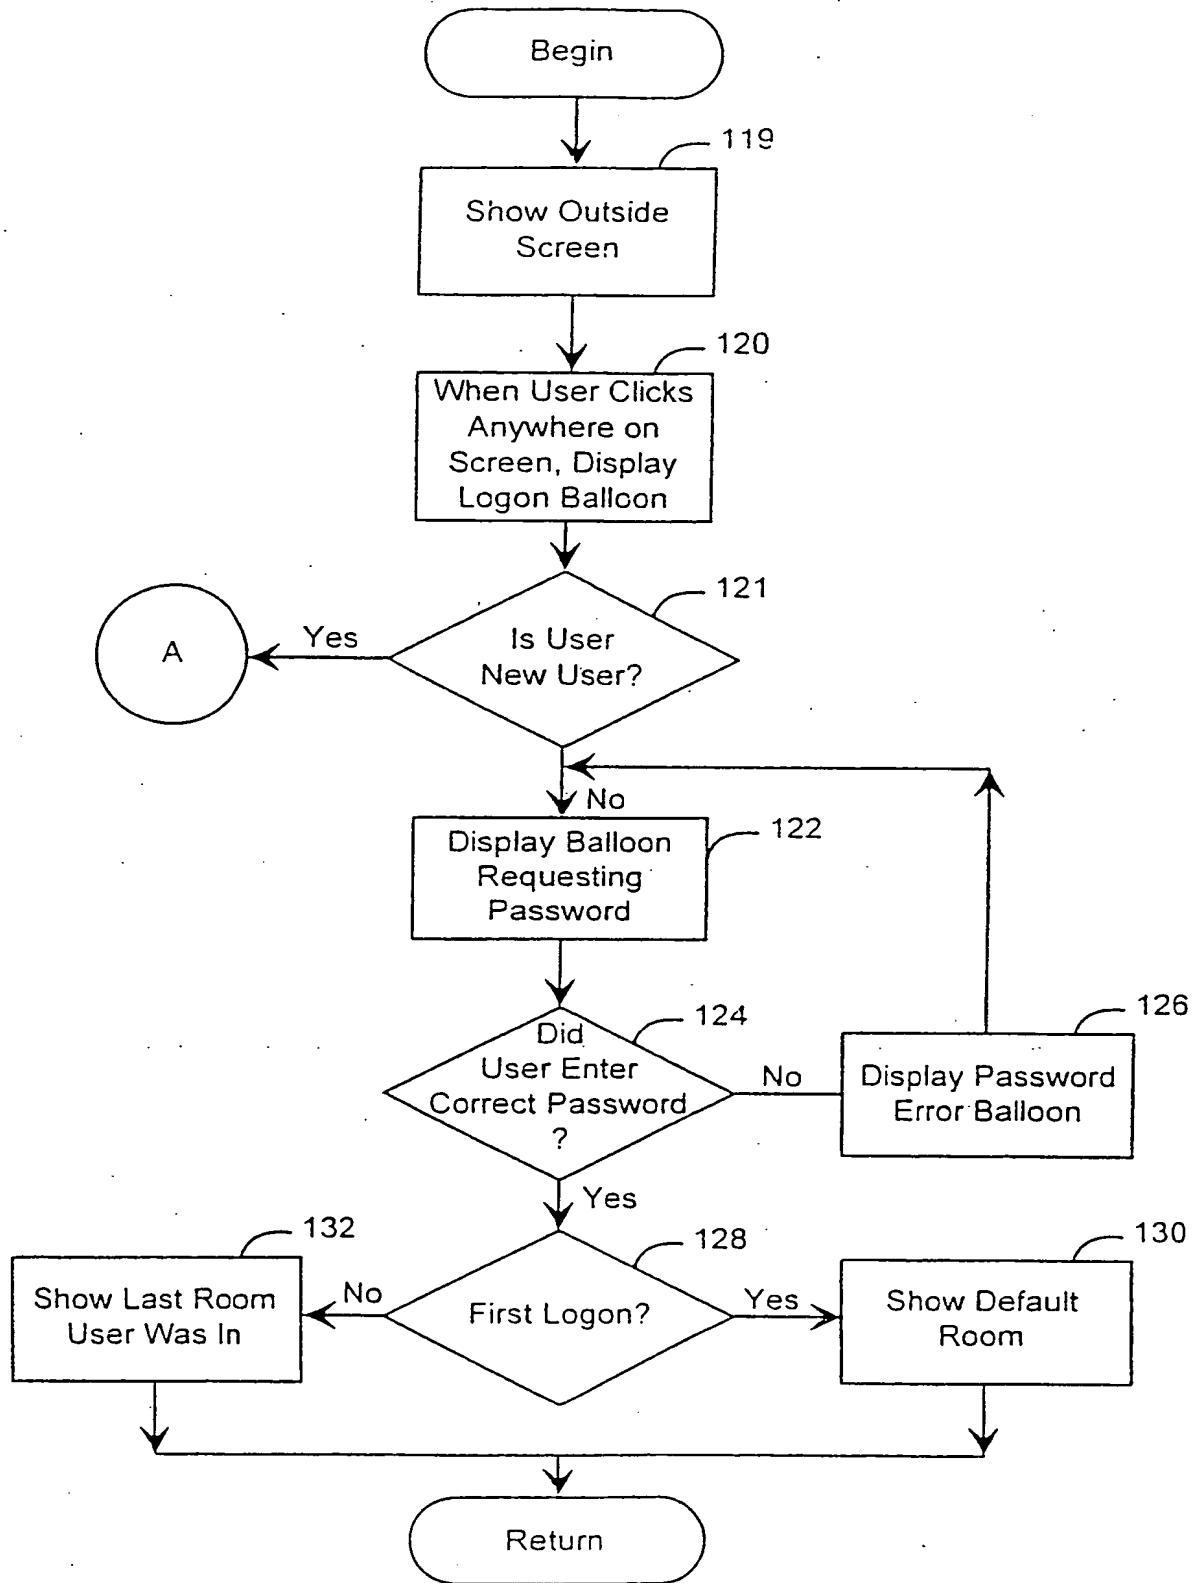 Begin
119
Show Outside
Screen
120
When User Clicks
Anywhere on
Screen, Display
Logon Balloon
121
Is User
New User?
Yes
A
No
122
Display Balloon
Requesting
Password
124
Did
User Enter
Correct Password
?
No
126
Display Password
Error Balloon
Yes
128
First Logon?
No
132
Show Last Room
User Was In
Yes
130
Show Default
Room
Return